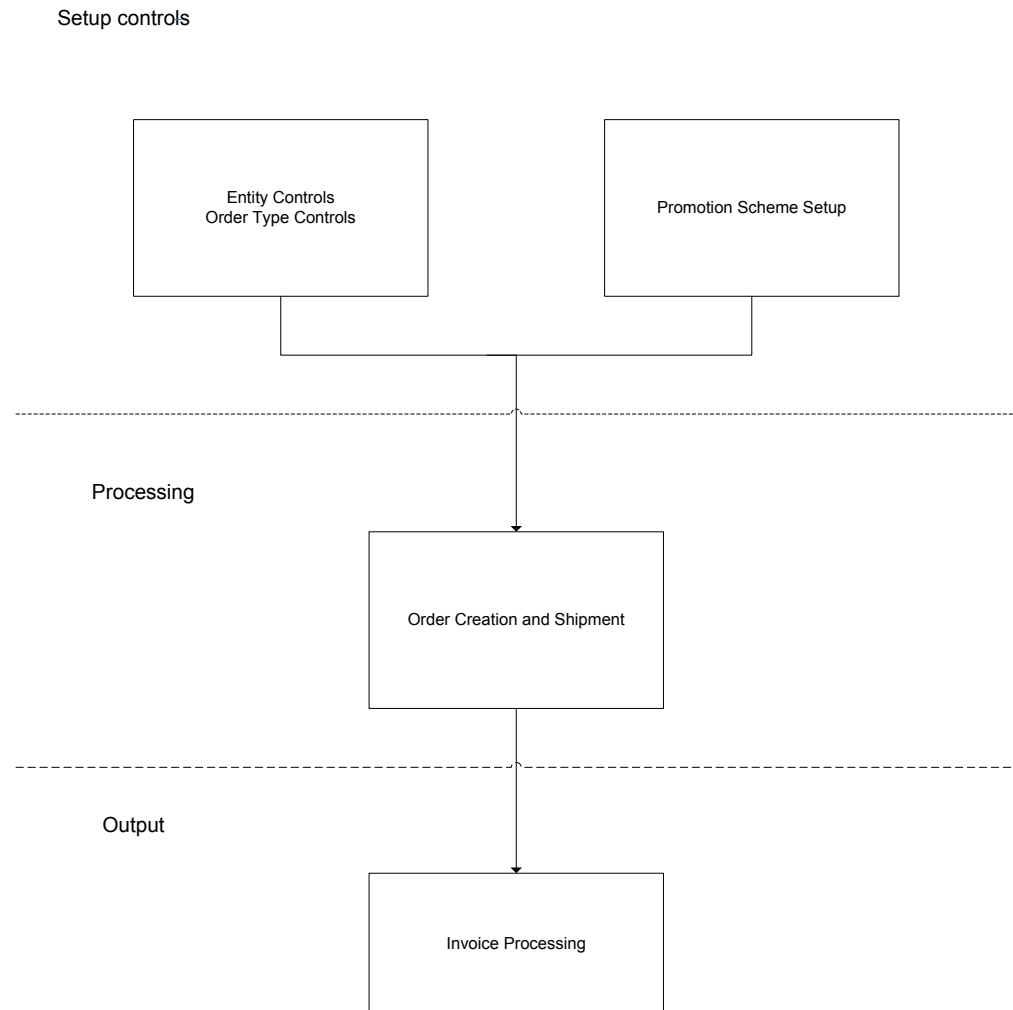 Setup controls
Entity Controls
Order Type Controls
Promotion Scheme Setup
Processing
Order Creation and Shipment
Output
Invoice Processing